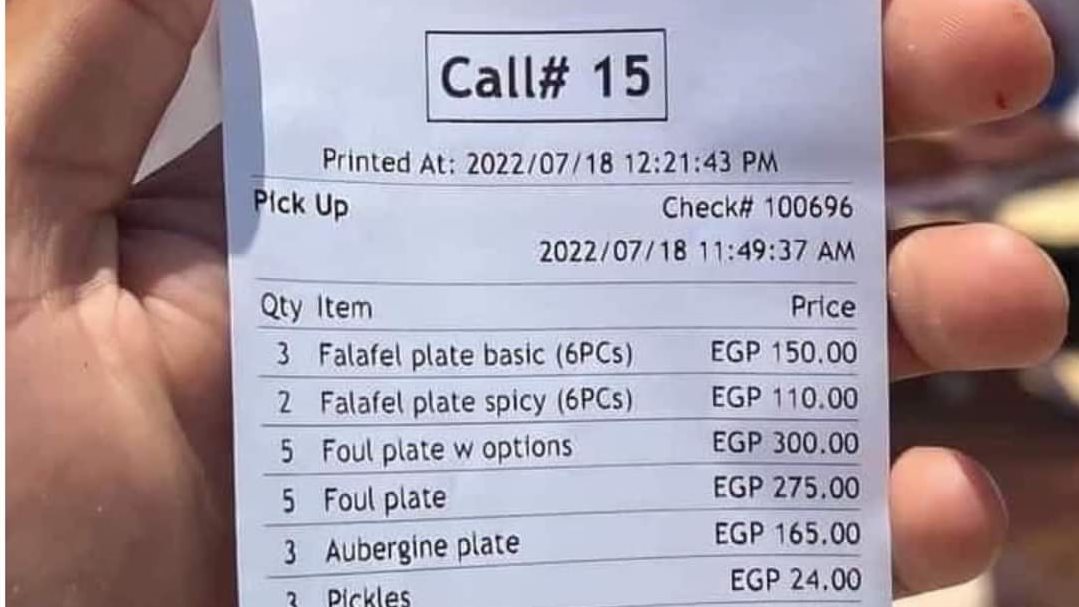 Call# 15
Printed At: 2022/07/18 12:21:43 PM
Pick Up Check# 100696
2022/07/18 11:49:37 AM
Qty Item Price
3 Falafel plate basic (6PCs) EGP 150.00
2 Falafel plate spicy (6PCs) EGP 110.00
5 Foul plate w options EGP 300.00
5 Foul plate EGP 275.00
3 Aubergine plate EGP 165.00
3 Pickles EGP 24.00